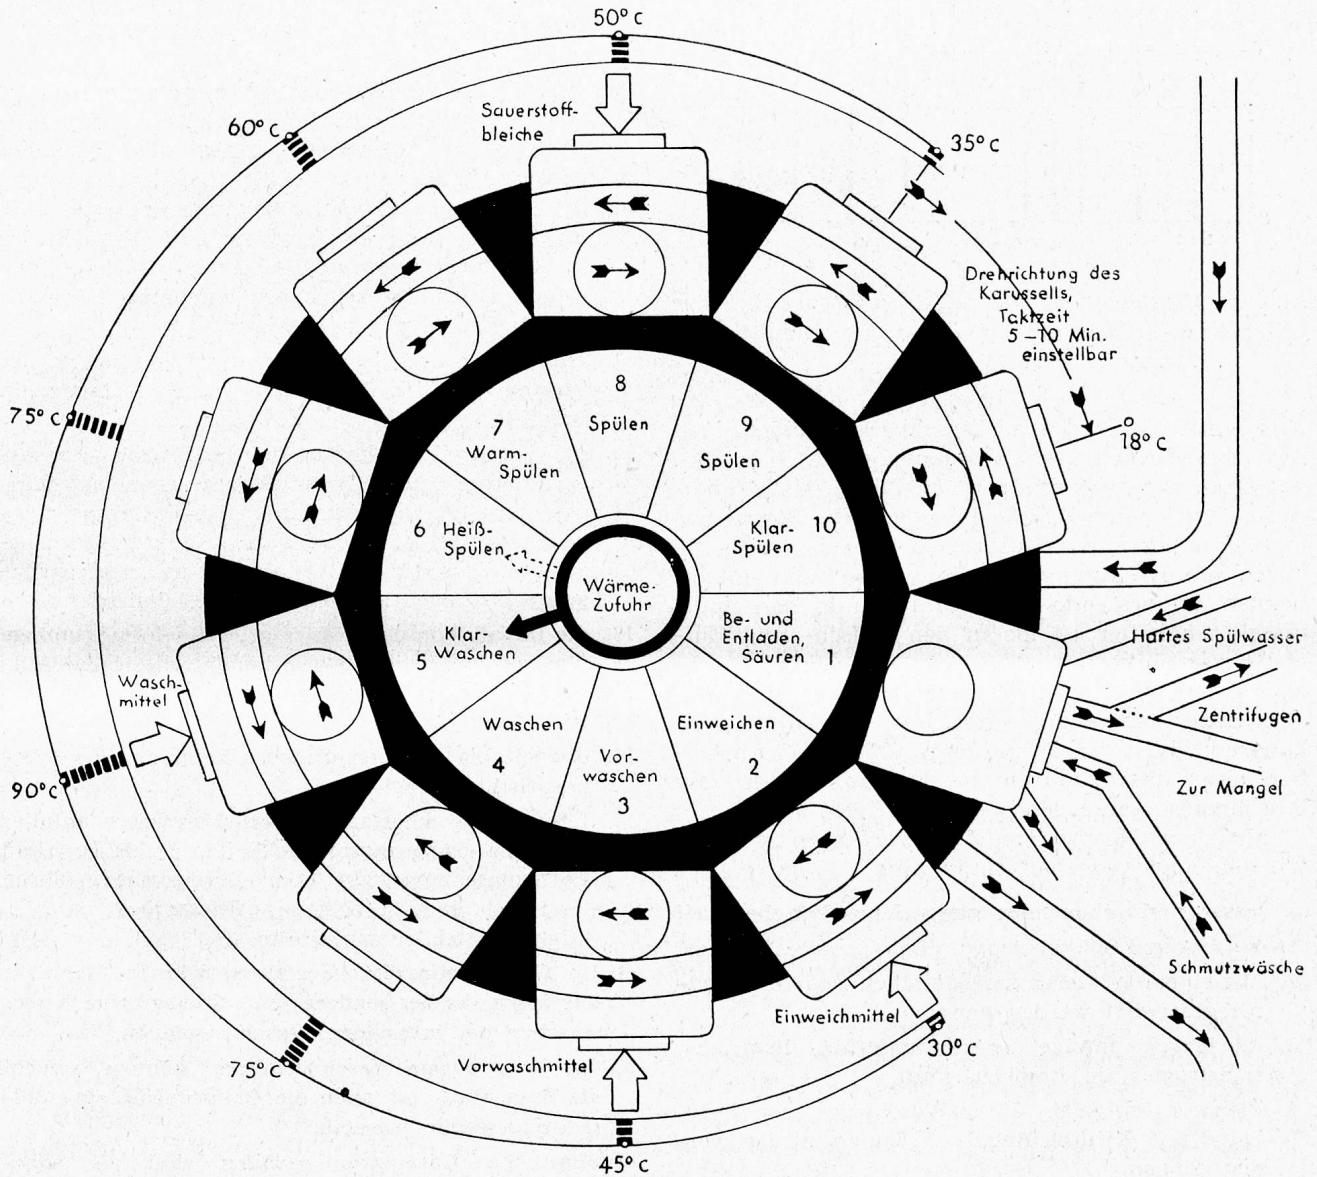 50° C
Sauerstoff-
bleiche
60° C
35° C
Drehrichtung des
Karussells,
Taktzeit
5–10 Min.
einstellbar
75° C
18° C
8
Spülen
7
Warm-
Spülen
9
Spülen
6 Heiß-
Spülen
Klar- 10
Spülen
Wärme-
Zufuhr
Klar-
5 Waschen
Be- und
Entladen,
Säuren 1
Hartes Spülwasser
Wasch-
mittel
Waschen
4
Einweichen
2
Vor-
waschen
3
Zentrifugen
Zur Mangel
90° C
Schmutzwäsche
Einweichmittel
30° C
Vorwaschmittel
75° C
45° C